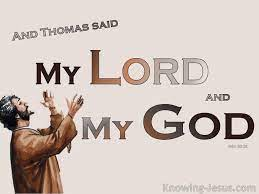 AND THOMAS SAID
MY LORD
AND
MY GOD
Knowing-Jesus.com